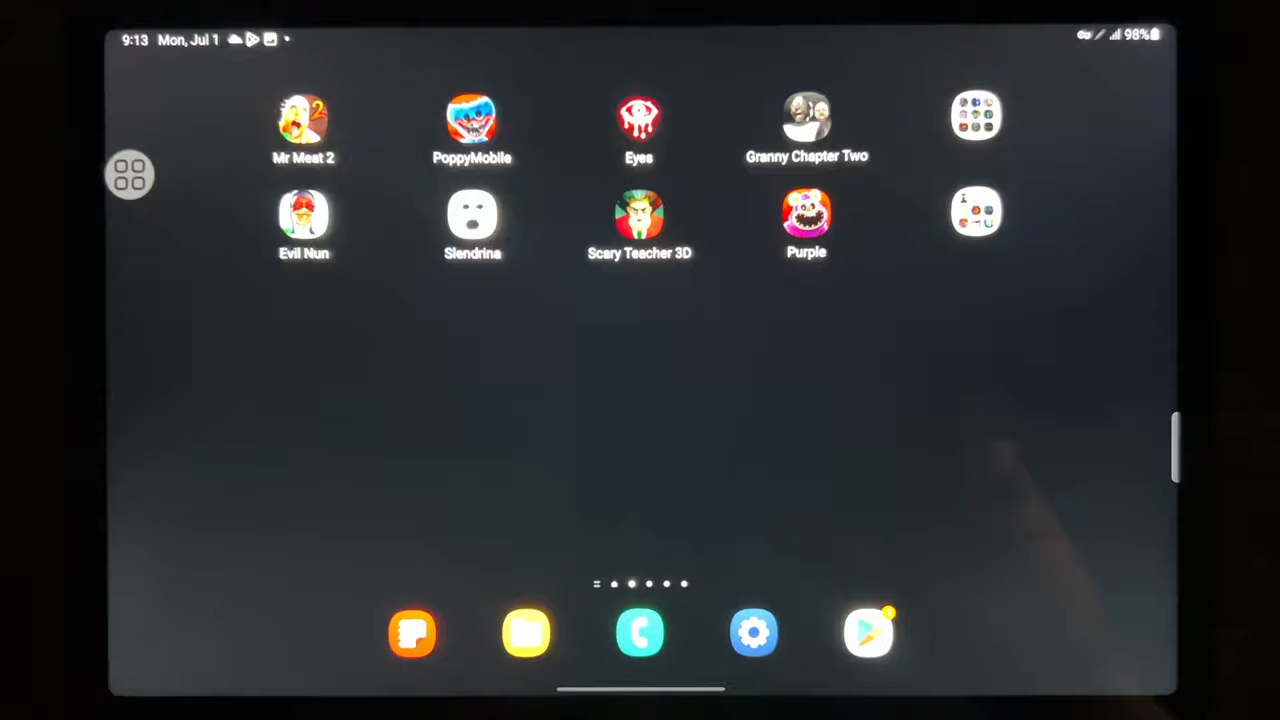 9:13 Mon, Jul 1 98%
2
Mr Meat 2 PoppyMobile Eyes Granny Chapter Two
Evil Nun Slendrina Scary Teacher 3D Purple